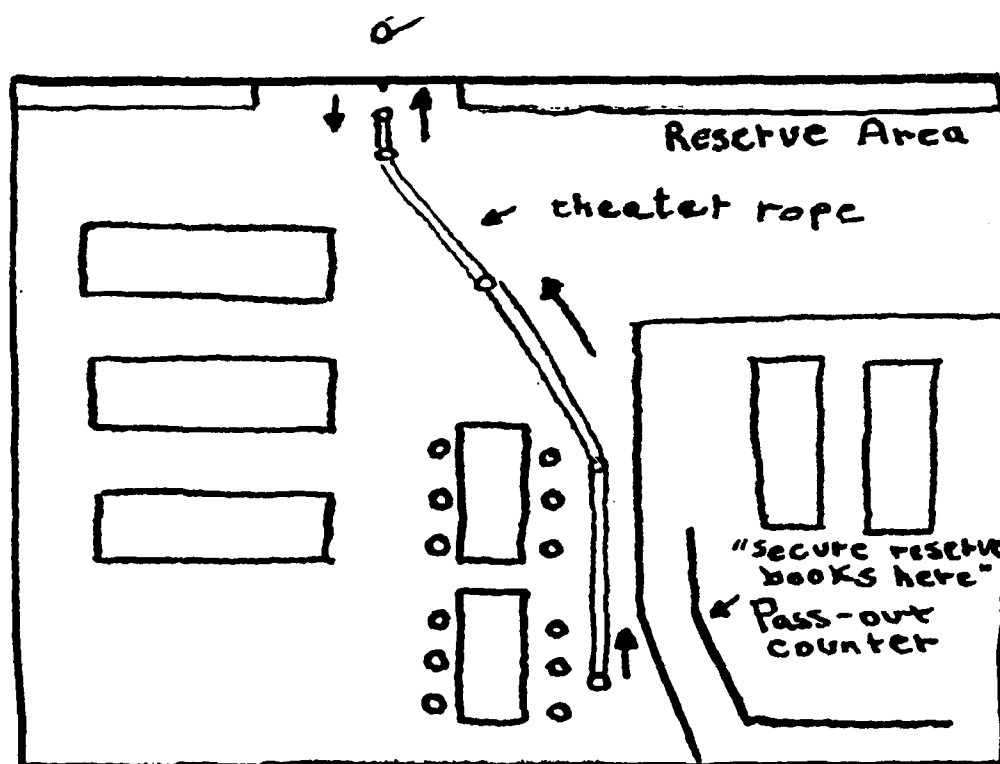 Reserve Area
theater rope
"secure reserve
books here"
Pass-out
counter